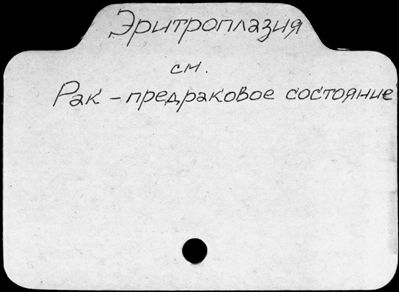 Эритроплазия
см.
Рак - предраковое состояние